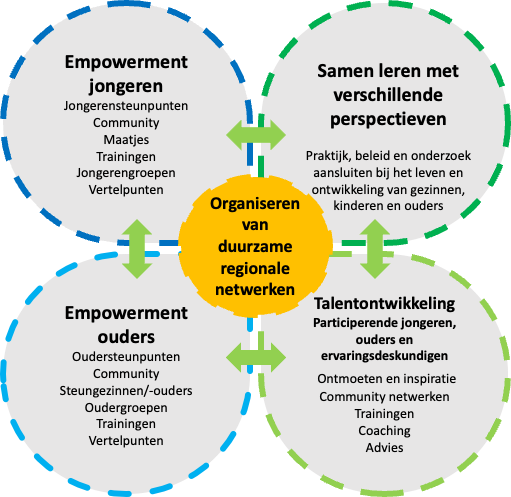 Empowerment
jongeren
Jongerensteunpunten
Community
Maatjes
Trainingen
Jongerengroepen
Vertelpunten
Samen leren met
verschillende
perspectieven
Praktijk, beleid en onderzoek
aansluiten bij het leven en
ontwikkeling van gezinnen,
kinderen en ouders
Organiseren
van
duurzame
regionale
netwerken
Empowerment
ouders
Oudersteunpunten
Community
Steungezinnen/-ouders
Oudergroepen
Trainingen
Vertelpunten
Talentontwikkeling
Participerende jongeren,
ouders en
ervaringsdeskundigen
Ontmoeten en inspiratie
Community netwerken
Trainingen
Coaching
Advies